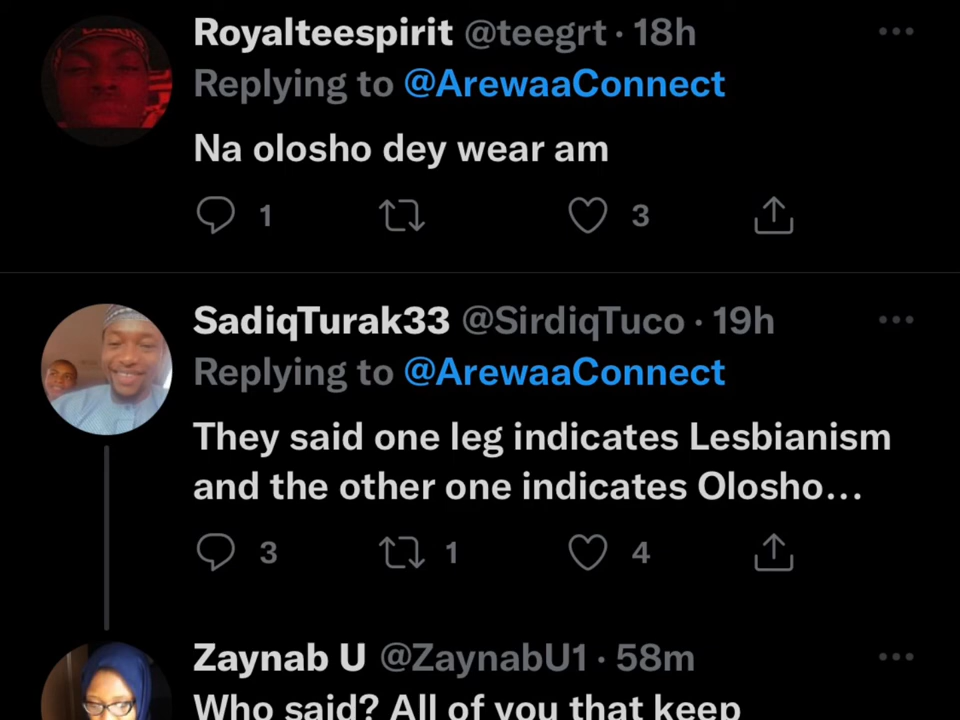 Royalteespirit @teegrt · 18h
Replying to @ArewaaConnect
Na olosho dey wear am
1 3
SadiqTurak33 @SirdiqTuco · 19h
Replying to @ArewaaConnect
They said one leg indicates Lesbianism
and the other one indicates Olosho...
3 1 4
Zaynab U @ZaynabU1 · 58m
Who said? All of you that keep